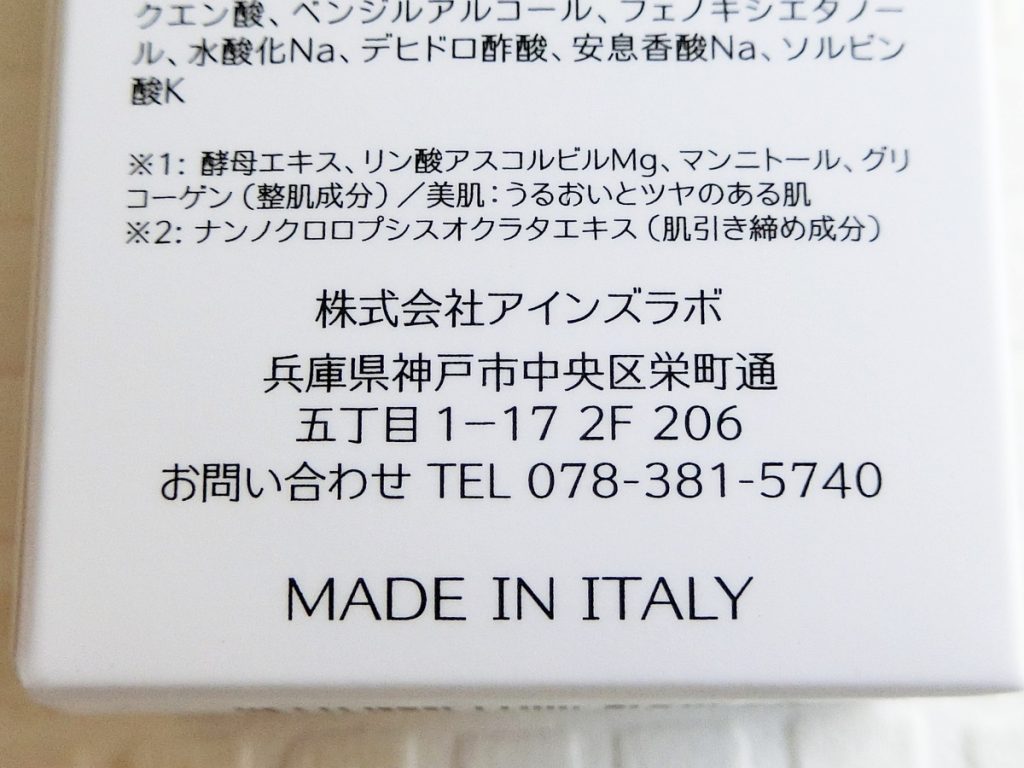 クエン酸、ベンジルアルコール、フェノキシエタノー
ル、水酸化Na、デヒドロ酢酸、安息香酸Na、ソルビン
酸K
※1: 酵母エキス、リン酸アスコルビルMg、マンニトール、グリ
コーゲン（整肌成分）／美肌：うるおいとツヤのある肌
※2: ナンノクロロプシスオクラタエキス（肌引き締め成分）
株式会社アインズラボ
兵庫県神戸市中央区栄町通
五丁目1−17 2F 206
お問い合わせ TEL 078-381-5740
MADE IN ITALY